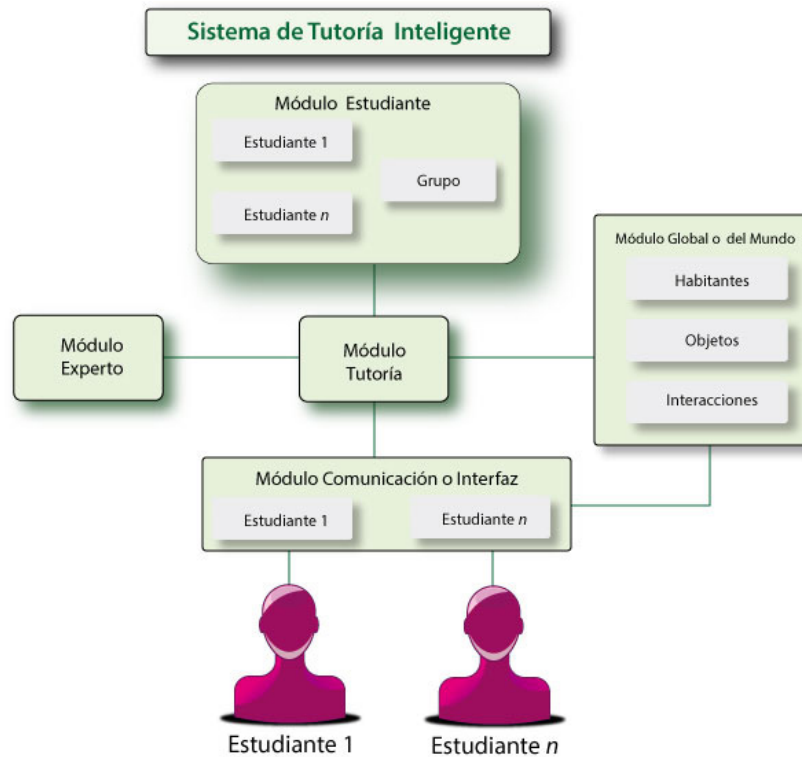 Sistema de Tutoría Inteligente
Módulo Estudiante
Estudiante 1
Grupo
Estudiante n
Módulo Global o del Mundo
Habitantes
Objetos
Interacciones
Módulo
Experto
Módulo
Tutoría
Módulo Comunicación o Interfaz
Estudiante 1
Estudiante n
Estudiante 1
Estudiante n